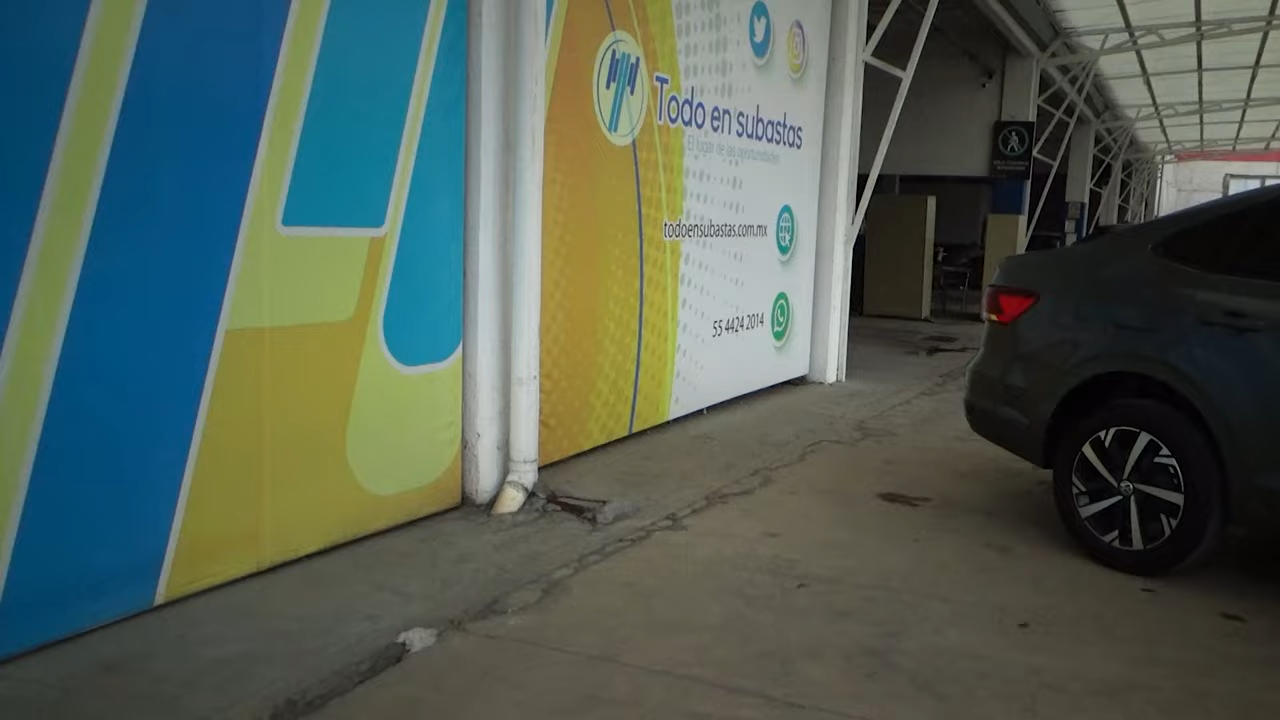 Todo en subastas
El lugar de las oportunidades
todoensubastas.com.mx
55 4424 2014